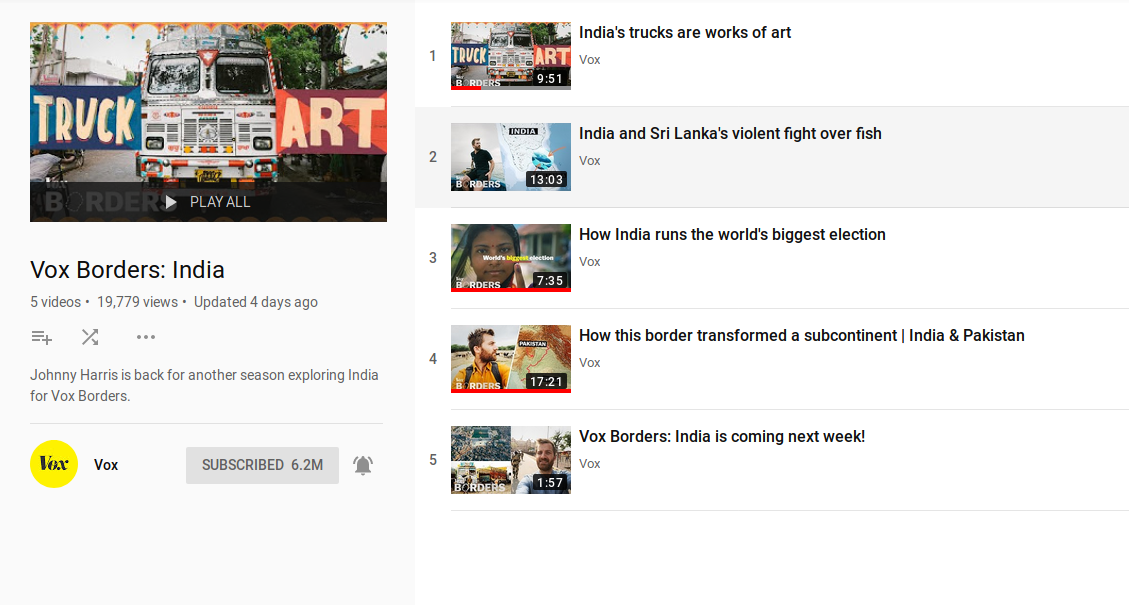 TRUCK ART
Vox
BORDERS
PLAY ALL
Vox Borders: India
5 videos • 19,779 views • Updated 4 days ago
Johnny Harris is back for another season exploring India
for Vox Borders.
Vox
Vox
SUBSCRIBED 6.2M
1
TRUCK ART
BORDERS
9:51
India's trucks are works of art
Vox
2
INDIA
BORDERS
13:03
India and Sri Lanka's violent fight over fish
Vox
3
World's biggest election
BORDERS
7:35
How India runs the world's biggest election
Vox
4
PAKISTAN
BORDERS
17:21
How this border transformed a subcontinent | India & Pakistan
Vox
5
BORDERS
1:57
Vox Borders: India is coming next week!
Vox